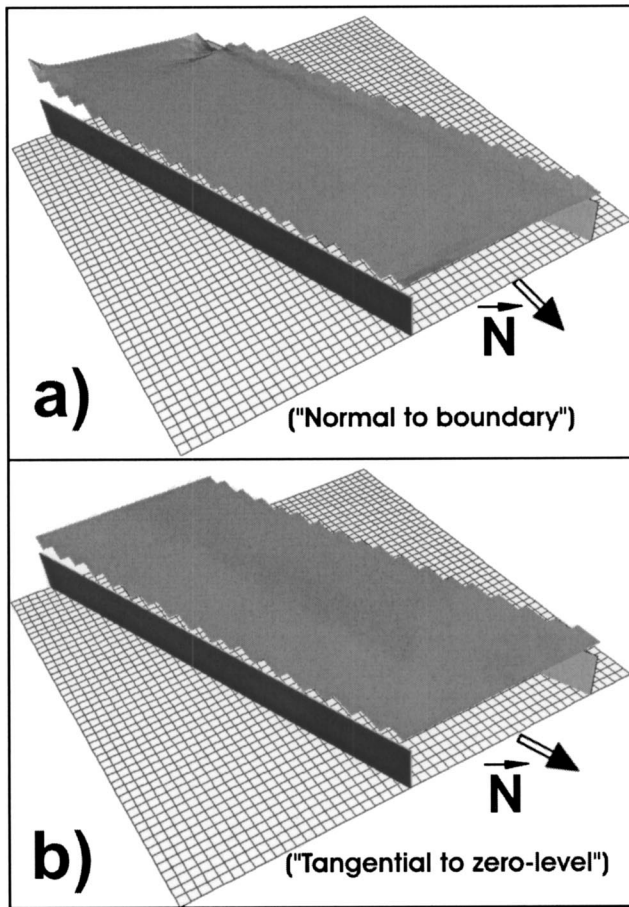 N
a)
("Normal to boundary")
N
b)
("Tangential to zero-level")